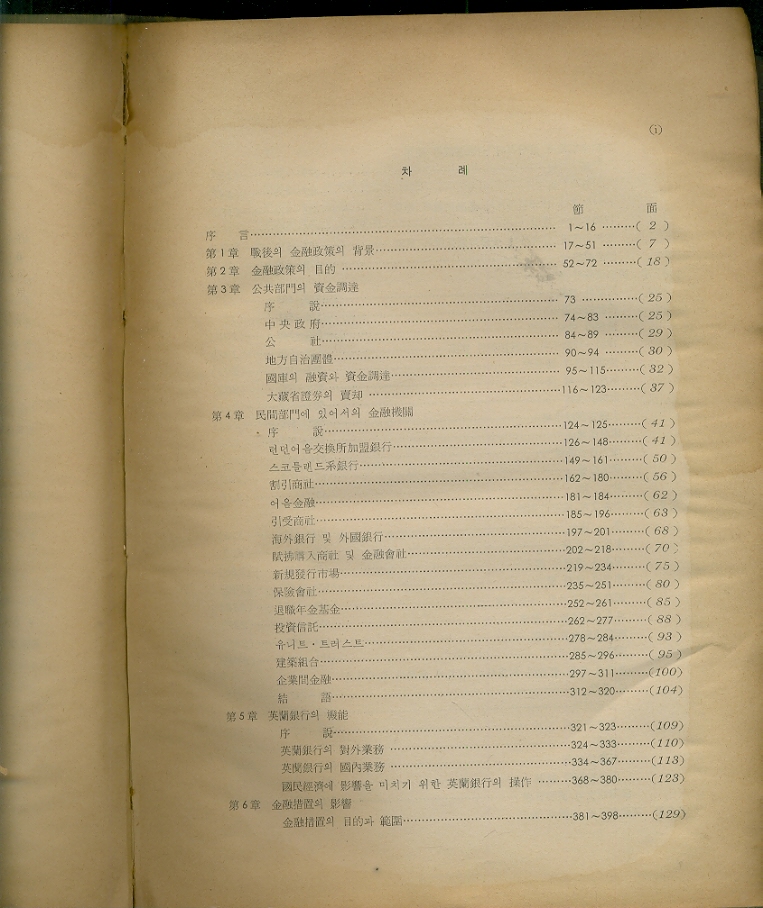 ⓘ
차 례
節 面
序 言 1~16 (2)
第1章 戰後의 金融政策의 背景 17~51 (7)
第2章 金融政策의 目的 52~72 (18)
第3章 公共部門의 資金調達
序 說 73 (25)
中央政府 74~83 (25)
公 社 84~89 (29)
地方自治團體 90~94 (30)
國庫의 融資와 資金調達 95~115 (32)
大藏省證券의 賣却 116~123 (37)
第4章 民間部門에 있어서의 金融機關
序 說 124~125 (41)
런던어음交換所加盟銀行 126~148 (41)
스코틀랜드系銀行 149~161 (50)
割引商社 162~180 (56)
어음金融 181~184 (62)
引受商社 185~196 (63)
海外銀行 및 外國銀行 197~201 (68)
賦拂購入商社 및 金融會社 202~218 (70)
新規發行市場 219~234 (75)
保險會社 235~251 (80)
退職年金基金 252~261 (85)
投資信託 262~277 (88)
유니트·트러스트 278~284 (93)
建築組合 285~296 (95)
企業間金融 297~311 (100)
結 語 312~320 (104)
第5章 英蘭銀行의 機能
序 說 321~323 (109)
英蘭銀行의 對外業務 324~333 (110)
英蘭銀行의 國內業務 334~367 (113)
國民經濟에 影響을 미치기 위한 英蘭銀行의 操作 368~380 (123)
第6章 金融措置의 影響
金融措置의 目的과 範圍 381~398 (129)